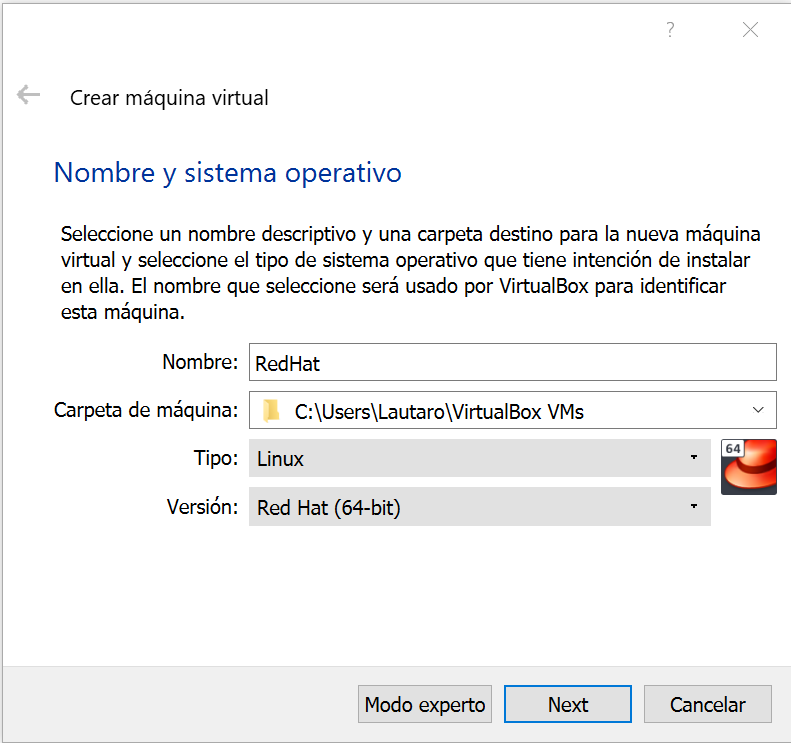 ?
Crear máquina virtual
Nombre y sistema operativo
Seleccione un nombre descriptivo y una carpeta destino para la nueva máquina
virtual y seleccione el tipo de sistema operativo que tiene intención de instalar
en ella. El nombre que seleccione será usado por VirtualBox para identificar
esta máquina.
Nombre: RedHat
Carpeta de máquina: C:\Users\Lautaro\VirtualBox VMs
Tipo: Linux
64
Versión: Red Hat (64-bit)
Modo experto Next Cancelar